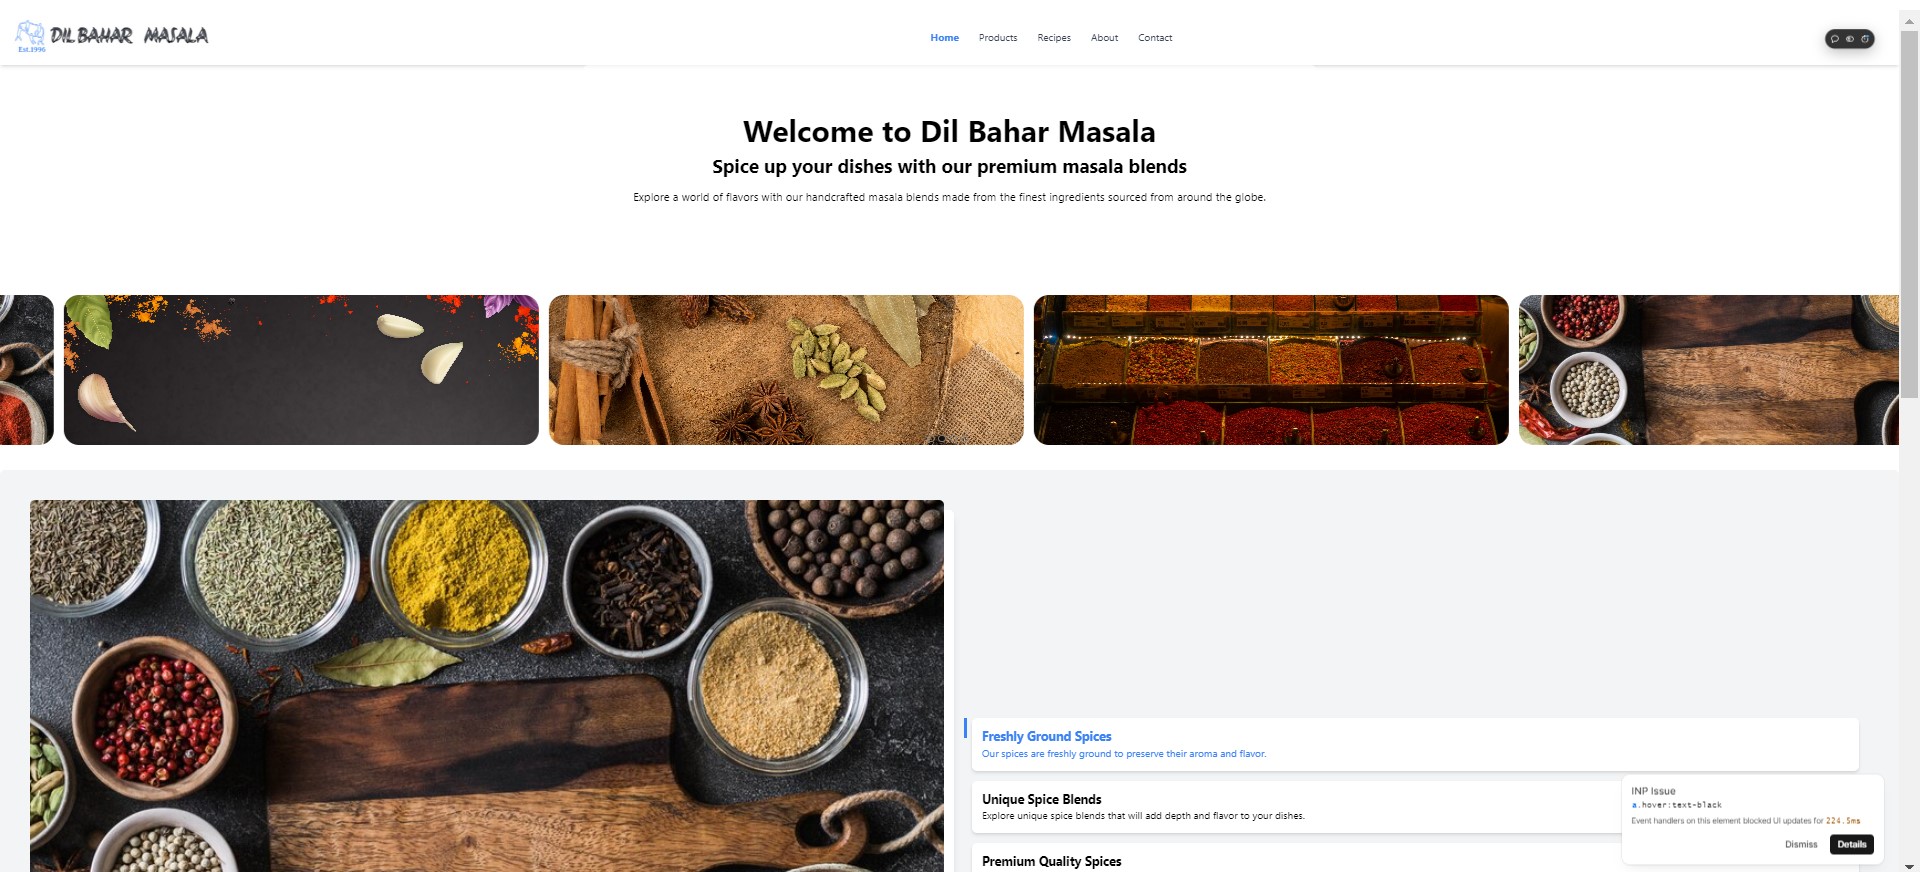 DIL BAHAR MASALA
Est.1996
Home Products Recipes About Contact
Welcome to Dil Bahar Masala
Spice up your dishes with our premium masala blends
Explore a world of flavors with our handcrafted masala blends made from the finest ingredients sourced from around the globe.
Freshly Ground Spices
Our spices are freshly ground to preserve their aroma and flavor.
Unique Spice Blends
Explore unique spice blends that will add depth and flavor to your dishes.
Premium Quality Spices
INP Issue
a.hover:text-black
Event handlers on this element blocked UI updates for 224.5ms
Dismiss Details